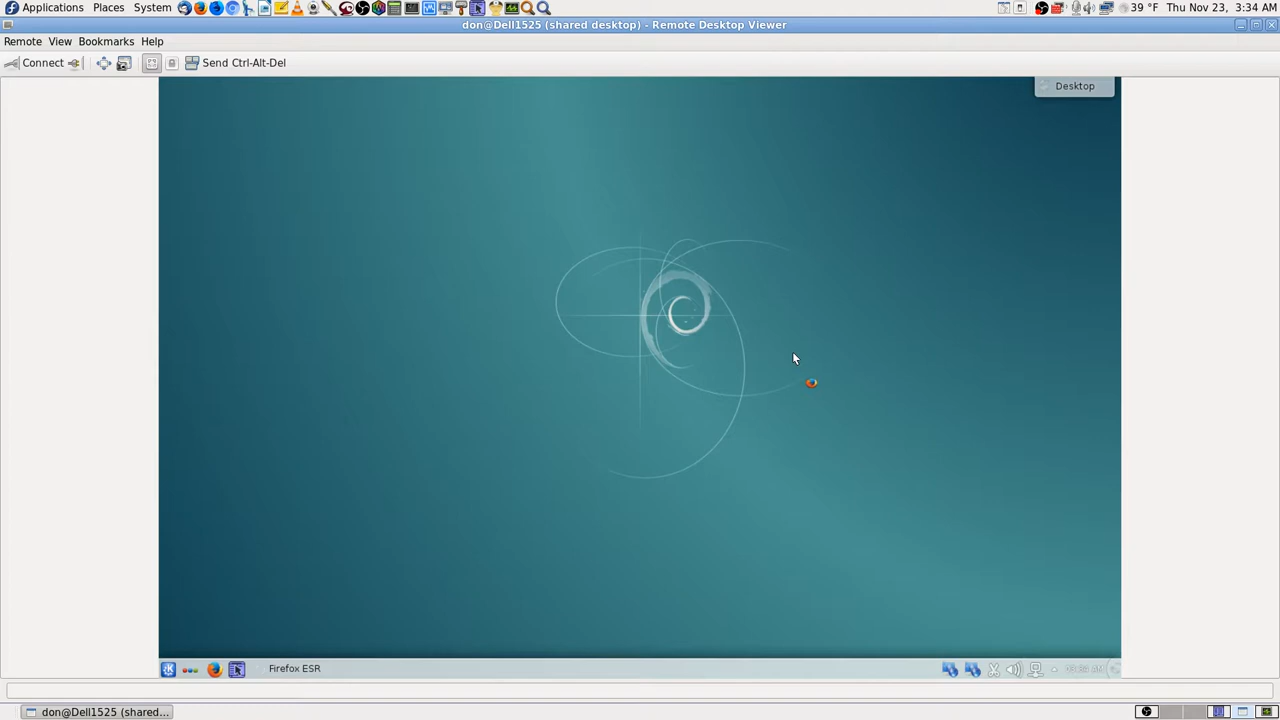 Applications Places System 39 °F Thu Nov 23, 3:34 AM
don@Dell1525 (shared desktop) - Remote Desktop Viewer
Remote View Bookmarks Help
Connect Send Ctrl-Alt-Del
Desktop
Firefox ESR
don@Dell1525 (shared...